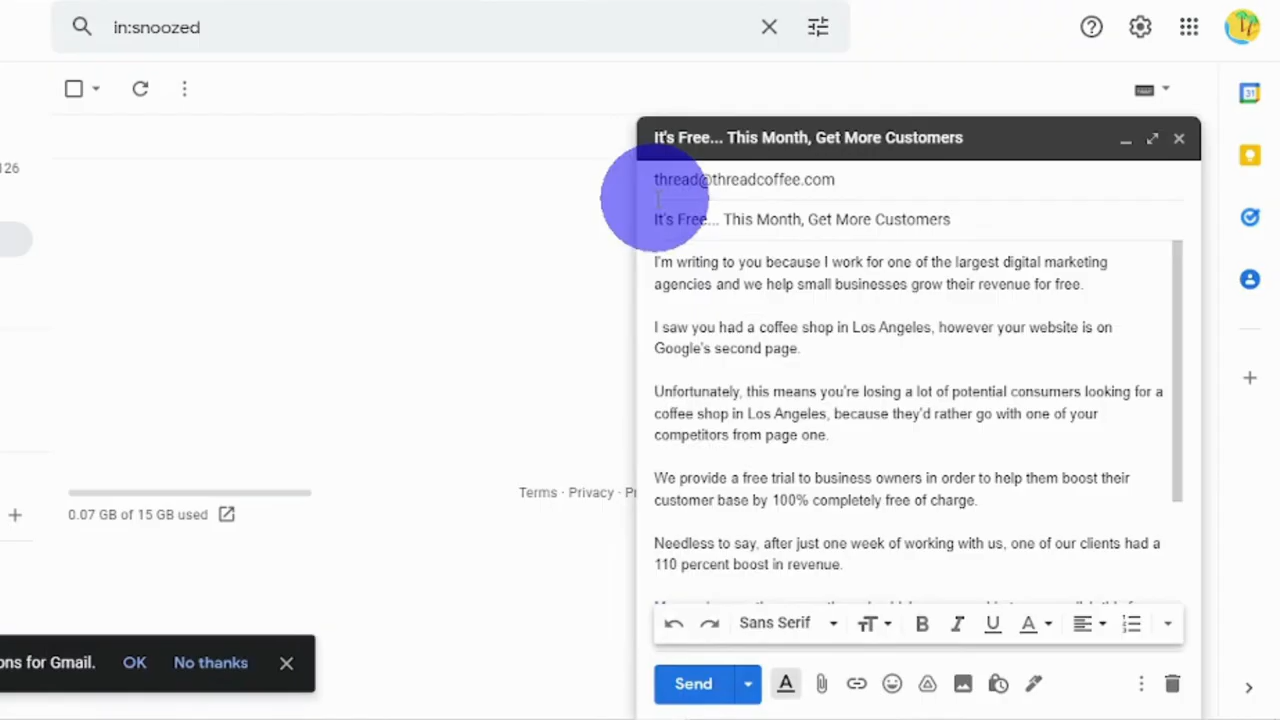 in:snoozed
126
It's Free... This Month, Get More Customers
thread@threadcoffee.com
It's Free... This Month, Get More Customers
I'm writing to you because I work for one of the largest digital marketing
agencies and we help small businesses grow their revenue for free.
I saw you had a coffee shop in Los Angeles, however your website is on
Google's second page.
Unfortunately, this means you're losing a lot of potential consumers looking for a
coffee shop in Los Angeles, because they'd rather go with one of your
competitors from page one.
We provide a free trial to business owners in order to help them boost their
customer base by 100% completely free of charge.
Needless to say, after just one week of working with us, one of our clients had a
110 percent boost in revenue.
Terms · Privacy ·
0.07 GB of 15 GB used
Sans Serif
ons for Gmail. OK No thanks
Send
31